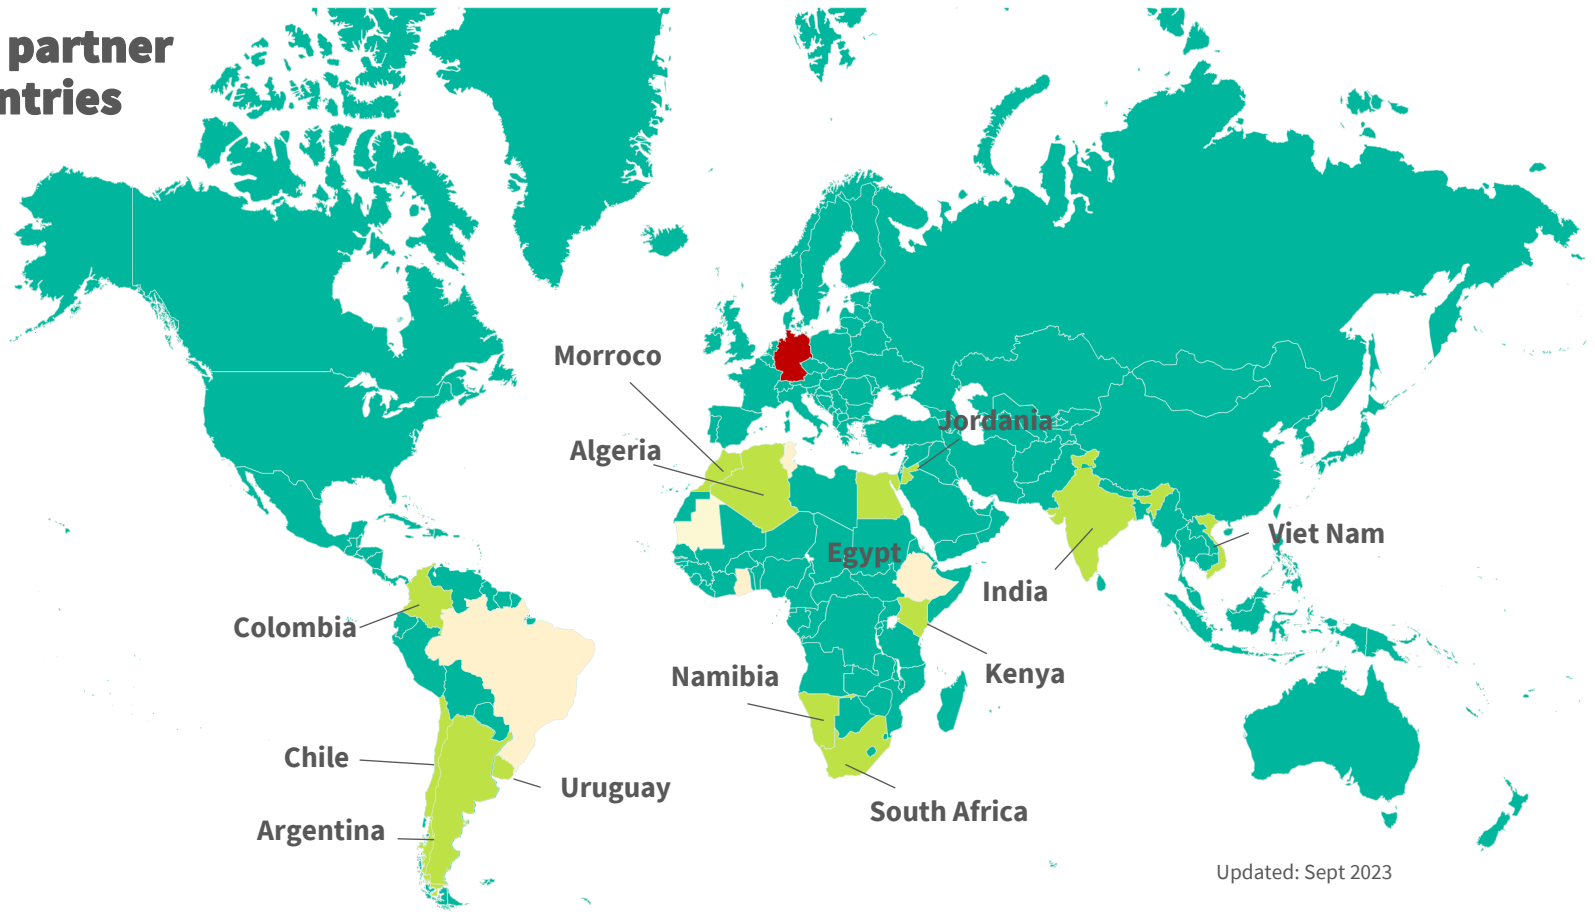 partner
ntries
Morroco
Jordania
Algeria
Viet Nam
Egypt
India
Colombia
Kenya
Namibia
Chile
Uruguay
South Africa
Argentina
Updated: Sept 2023